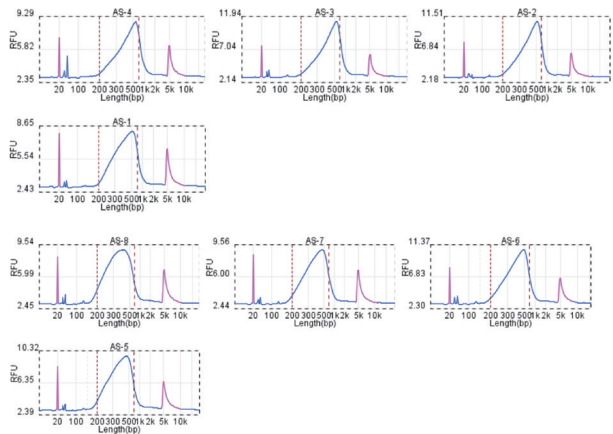 AS-4
9.29
RFU
5.82
2.35
20 100 200 300 500 1k 2k 5k 10k
Length(bp)
AS-3
11.94
RFU
7.04
2.14
20 100 200 300 500 1k 2k 5k 10k
Length(bp)
AS-2
11.51
RFU
6.84
2.18
20 100 200 300 500 1k 2k 5k 10k
Length(bp)
AS-1
8.65
RFU
5.54
2.43
20 100 200 300 500 1k 2k 5k 10k
Length(bp)
AS-8
9.54
RFU
5.99
2.45
20 100 200 300 500 1k 2k 5k 10k
Length(bp)
AS-7
9.56
RFU
6.00
2.44
20 100 200 300 500 1k 2k 5k 10k
Length(bp)
AS-6
11.37
RFU
6.83
2.30
20 100 200 300 500 1k 2k 5k 10k
Length(bp)
AS-5
10.32
RFU
6.35
2.39
20 100 200 300 500 1k 2k 5k 10k
Length(bp)